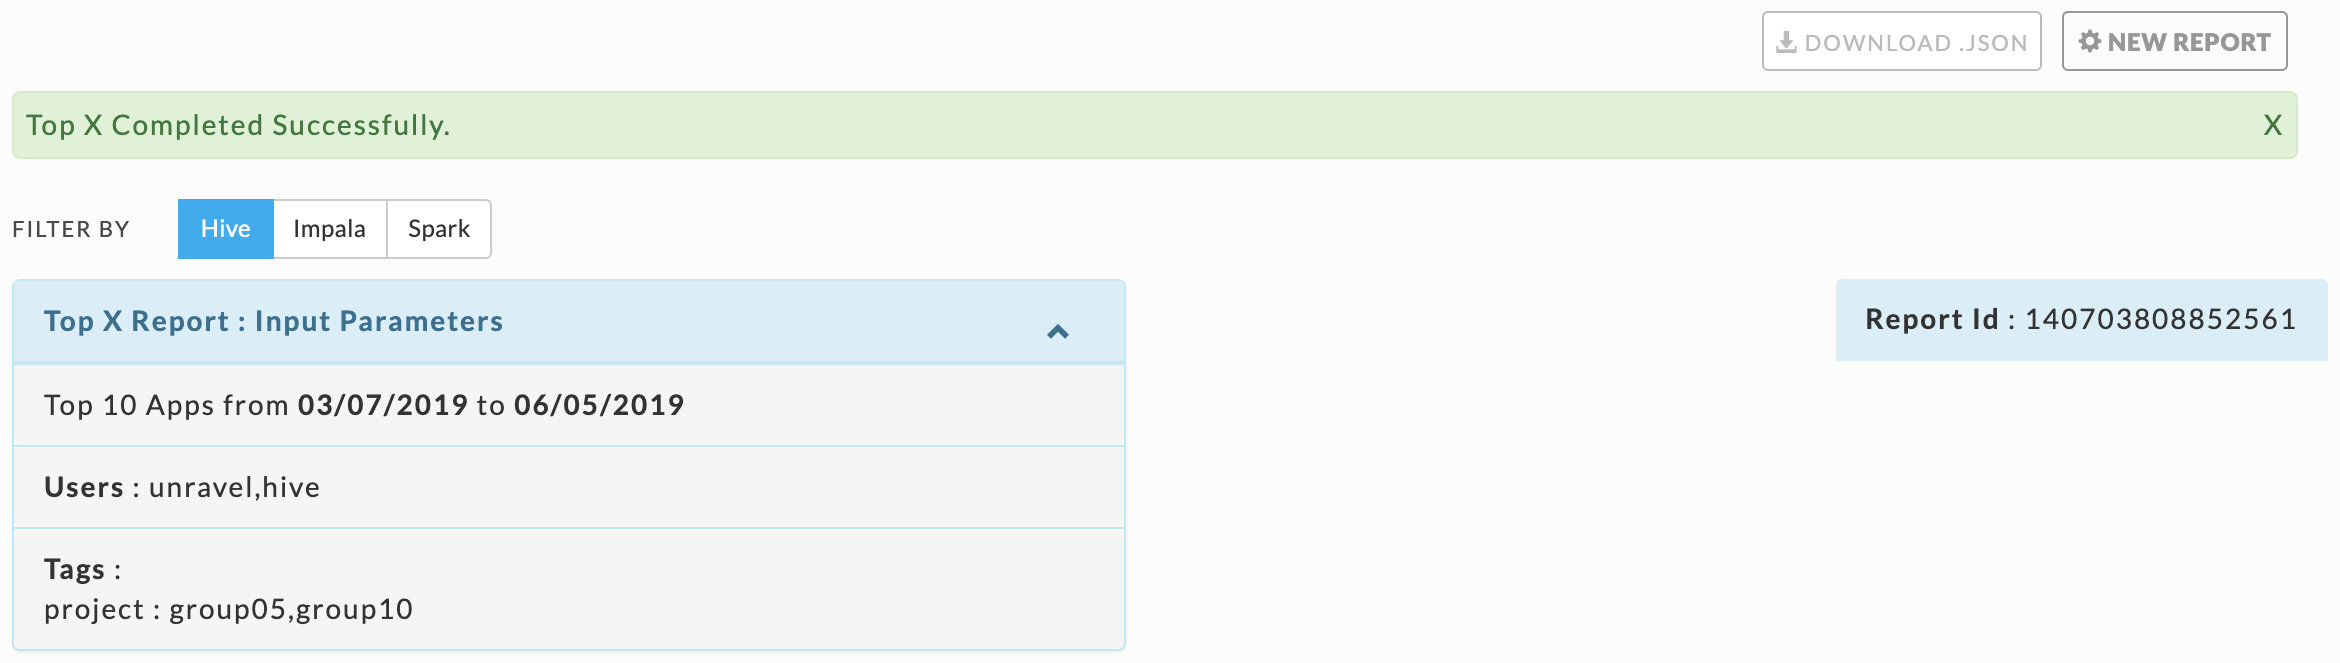 DOWNLOAD .JSON
NEW REPORT
Top X Completed Successfully.
X
FILTER BY
Hive
Impala
Spark
Top X Report : Input Parameters
Report Id : 140703808852561
Top 10 Apps from 03/07/2019 to 06/05/2019
Users : unravel,hive
Tags :
project : group05,group10